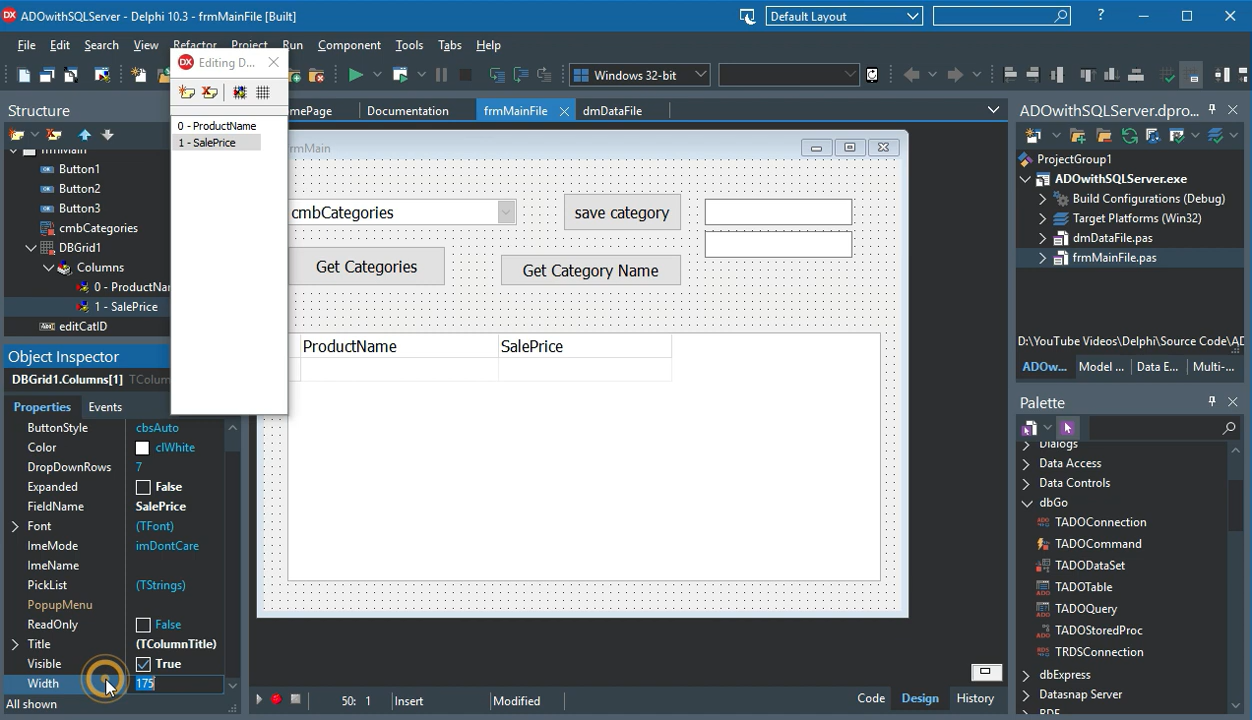 ADOwithSQLServer - Delphi 10.3 - frmMainFile [Built]
Default Layout
File Edit Search View Refactor Project Run Component Tools Tabs Help
Windows 32-bit
Structure
Button1
Button2
Button3
cmbCategories
DBGrid1
Columns
0 - ProductNar
1 - SalePrice
editCatID
Editing D...
0 - ProductName
1 - SalePrice
Object Inspector
DBGrid1.Columns[1] TColum
Properties Events
ButtonStyle cbsAuto
Color clWhite
DropDownRows 7
Expanded False
FieldName SalePrice
Font (TFont)
ImeMode imDontCare
ImeName
PickList (TStrings)
PopupMenu
ReadOnly False
Title (TColumnTitle)
Visible True
Width 175
All shown
mePage Documentation frmMainFile dmDataFile
rmMain
cmbCategories
save category
Get Categories
Get Category Name
ProductName SalePrice
50: 1 Insert Modified
Code Design History
ADOwithSQLServer.dpro...
ProjectGroup1
ADOwithSQLServer.exe
Build Configurations (Debug)
Target Platforms (Win32)
dmDataFile.pas
frmMainFile.pas
D:\YouTube Videos\Delphi\Source Code\AD
ADOw... Model ... Data E... Multi-...
Palette
Dialogs
Data Access
Data Controls
dbGo
TADOConnection
TADOCommand
TADODataSet
TADOTable
TADOQuery
TADOStoredProc
TRDSConnection
dbExpress
Datasnap Server